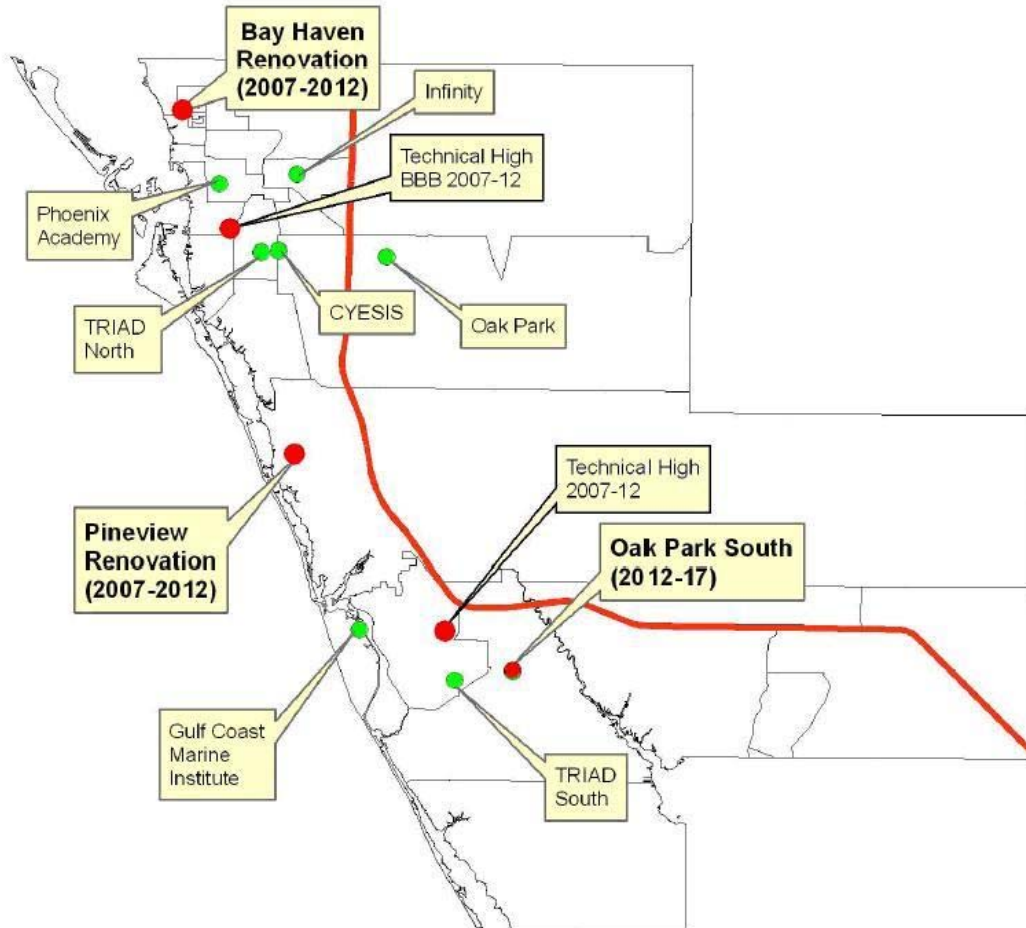 Bay Haven
Renovation
(2007-2012)
Infinity
Technical High
BBB 2007-12
Phoenix
Academy
TRIAD
North
CYESIS
Oak Park
Technical High
2007-12
Pineview
Renovation
(2007-2012)
Oak Park South
(2012-17)
Gulf Coast
Marine
Institute
TRIAD
South